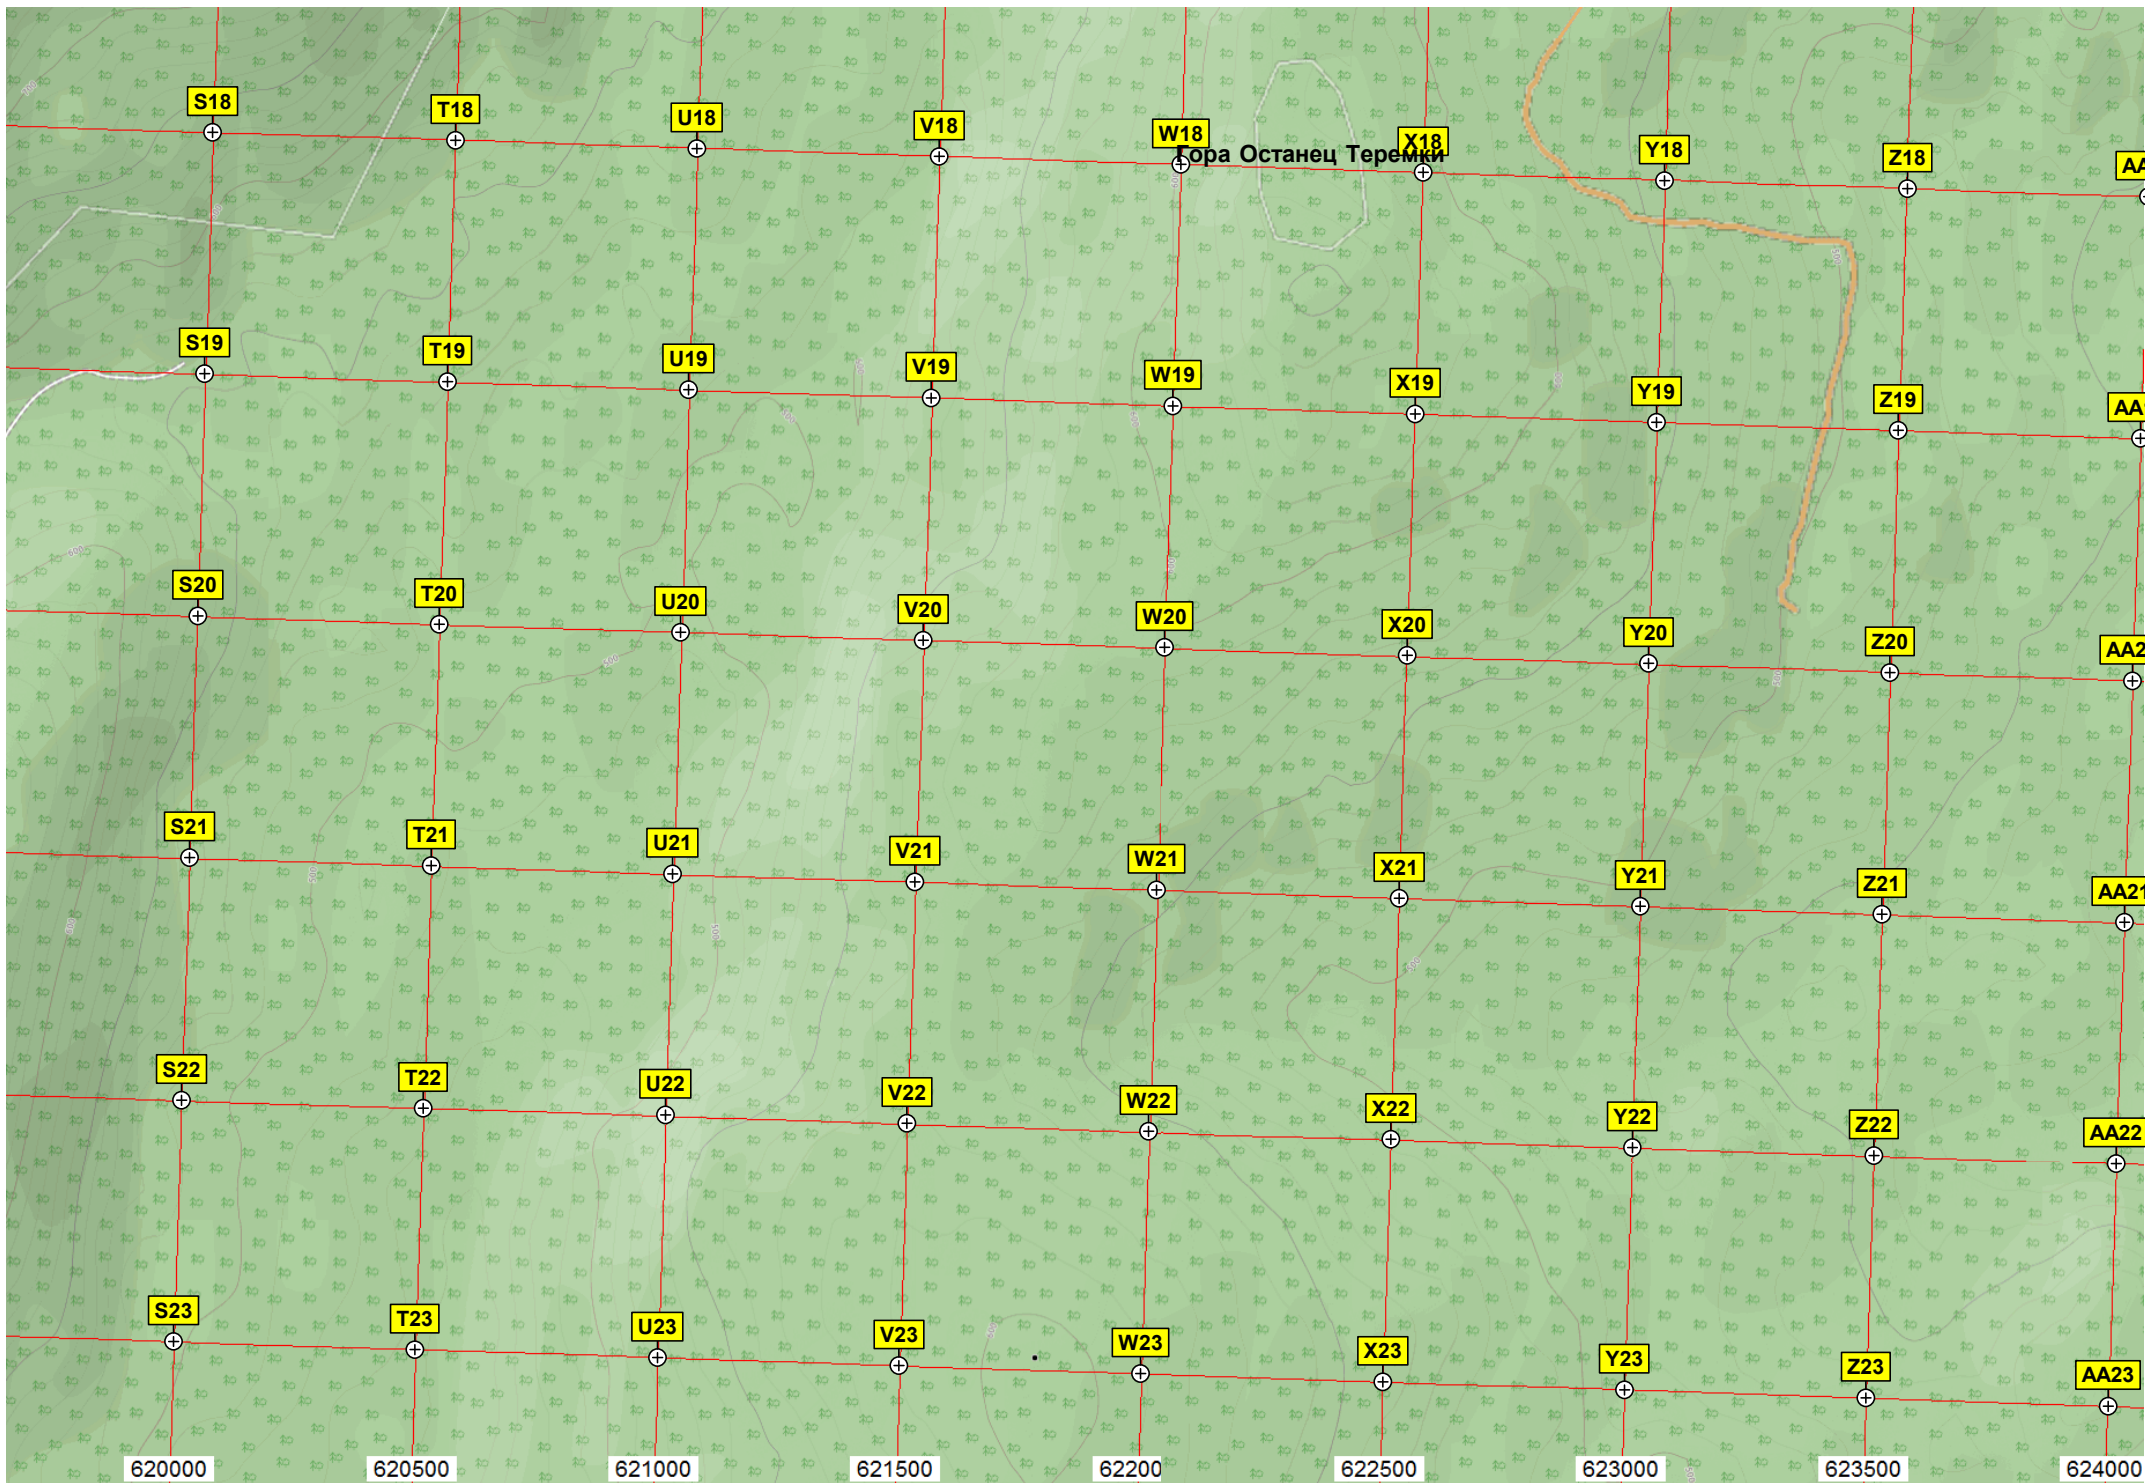 S18 T18 U18 V18 W18 X18 Y18 Z18 AA
Гора Останец Теремки
S19 T19 U19 V19 W19 X19 Y19 Z19 AA
S20 T20 U20 V20 W20 X20 Y20 Z20 AA2
S21 T21 U21 V21 W21 X21 Y21 Z21 AA21
S22 T22 U22 V22 W22 X22 Y22 Z22 AA22
S23 T23 U23 V23 W23 X23 Y23 Z23 AA23
620000 620500 621000 621500 62200 622500 623000 623500 624000